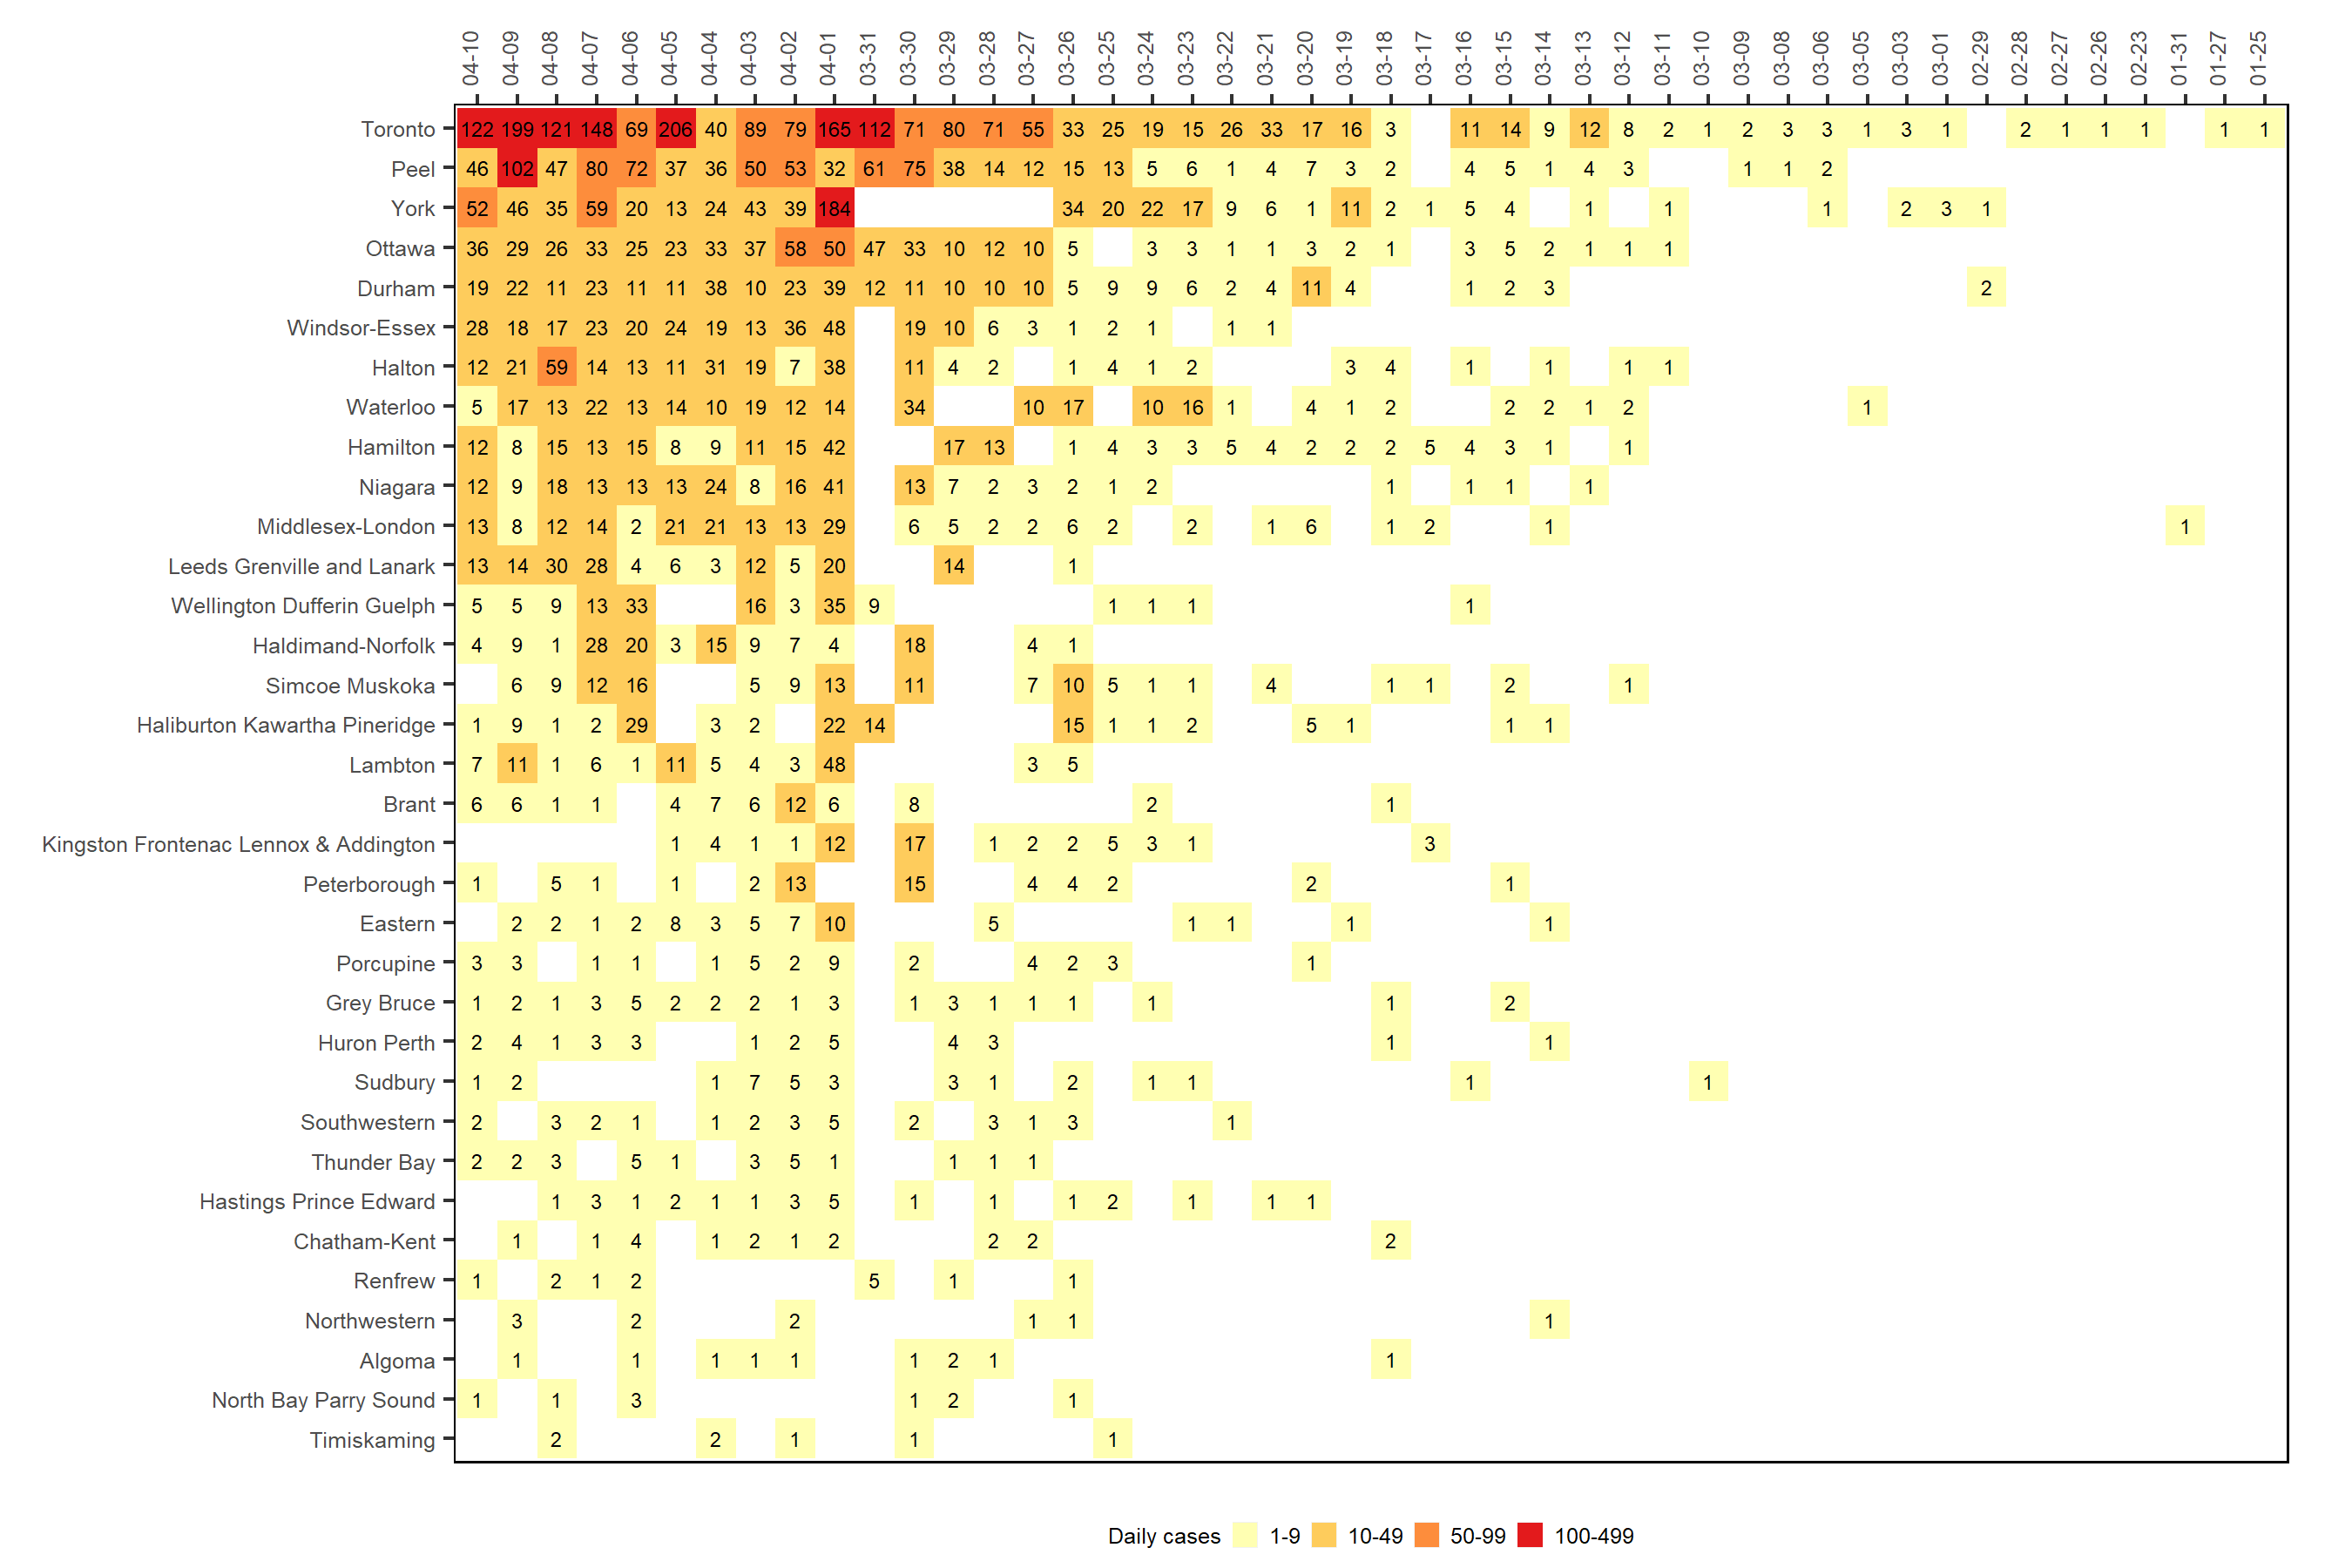 04-10 04-09 04-08 04-07 04-06 04-05 04-04 04-03 04-02 04-01 03-31 03-30 03-29 03-28 03-27 03-26 03-25 03-24 03-23 03-22 03-21 03-20 03-19 03-18 03-17 03-16 03-15 03-14 03-13 03-12 03-11 03-10 03-09 03-08 03-06 03-05 03-03 03-01 02-29 02-28 02-27 02-26 02-23 01-31 01-27 01-25
Toronto 122 199 121 148 69 206 40 89 79 165 112 71 80 71 55 33 25 19 15 26 33 17 16 3 11 14 9 12 8 2 1 2 3 3 1 3 1 2 1 1 1 1 1
Peel 46 102 47 80 72 37 36 50 53 32 61 75 38 14 12 15 13 5 6 1 4 7 3 2 4 5 1 4 3 1 1 2
York 52 46 35 59 20 13 24 43 39 184 34 20 22 17 9 6 1 11 2 1 5 4 1 1 1 2 3 1
Ottawa 36 29 26 33 25 23 33 37 58 50 47 33 10 12 10 5 3 3 1 1 3 2 1 3 5 2 1 1 1
Durham 19 22 11 23 11 11 38 10 23 39 12 11 10 10 10 5 9 9 6 2 4 11 4 1 2 3 2
Windsor-Essex 28 18 17 23 20 24 19 13 36 48 19 10 6 3 1 2 1 1 1
Halton 12 21 59 14 13 11 31 19 7 38 11 4 2 1 4 1 2 3 4 1 1 1 1
Waterloo 5 17 13 22 13 14 10 19 12 14 34 10 17 10 16 1 4 1 2 2 2 1 2 1
Hamilton 12 8 15 13 15 8 9 11 15 42 17 13 1 4 3 3 5 4 2 2 2 5 4 3 1 1
Niagara 12 9 18 13 13 13 24 8 16 41 13 7 2 3 2 1 2 1 1 1 1
Middlesex-London 13 8 12 14 2 21 21 13 13 29 6 5 2 2 6 2 2 1 6 1 2 1 1
Leeds Grenville and Lanark 13 14 30 28 4 6 3 12 5 20 14 1
Wellington Dufferin Guelph 5 5 9 13 33 16 3 35 9 1 1 1 1
Haldimand-Norfolk 4 9 1 28 20 3 15 9 7 4 18 4 1
Simcoe Muskoka 6 9 12 16 5 9 13 11 7 10 5 1 1 4 1 1 2 1
Haliburton Kawartha Pineridge 1 9 1 2 29 3 2 22 14 15 1 1 2 5 1 1 1
Lambton 7 11 1 6 1 11 5 4 3 48 3 5
Brant 6 6 1 1 4 7 6 12 6 8 2 1
Kingston Frontenac Lennox & Addington 1 4 1 1 12 17 1 2 2 5 3 1 3
Peterborough 1 5 1 1 2 13 15 4 4 2 2 1
Eastern 2 2 1 2 8 3 5 7 10 5 1 1 1 1
Porcupine 3 3 1 1 1 5 2 9 2 4 2 3 1
Grey Bruce 1 2 1 3 5 2 2 2 1 3 1 3 1 1 1 1 1 2
Huron Perth 2 4 1 3 3 1 2 5 4 3 1 1
Sudbury 1 2 1 7 5 3 3 1 2 1 1 1 1
Southwestern 2 3 2 1 1 2 3 5 2 3 1 3 1
Thunder Bay 2 2 3 5 1 3 5 1 1 1 1
Hastings Prince Edward 1 3 1 2 1 1 3 5 1 1 1 2 1 1 1
Chatham-Kent 1 1 4 1 2 1 2 2 2 2
Renfrew 1 2 1 2 5 1 1
Northwestern 3 2 2 1 1 1
Algoma 1 1 1 1 1 1 2 1 1
North Bay Parry Sound 1 1 3 1 2 1
Timiskaming 2 2 1 1 1
Daily cases 1-9 10-49 50-99 100-499